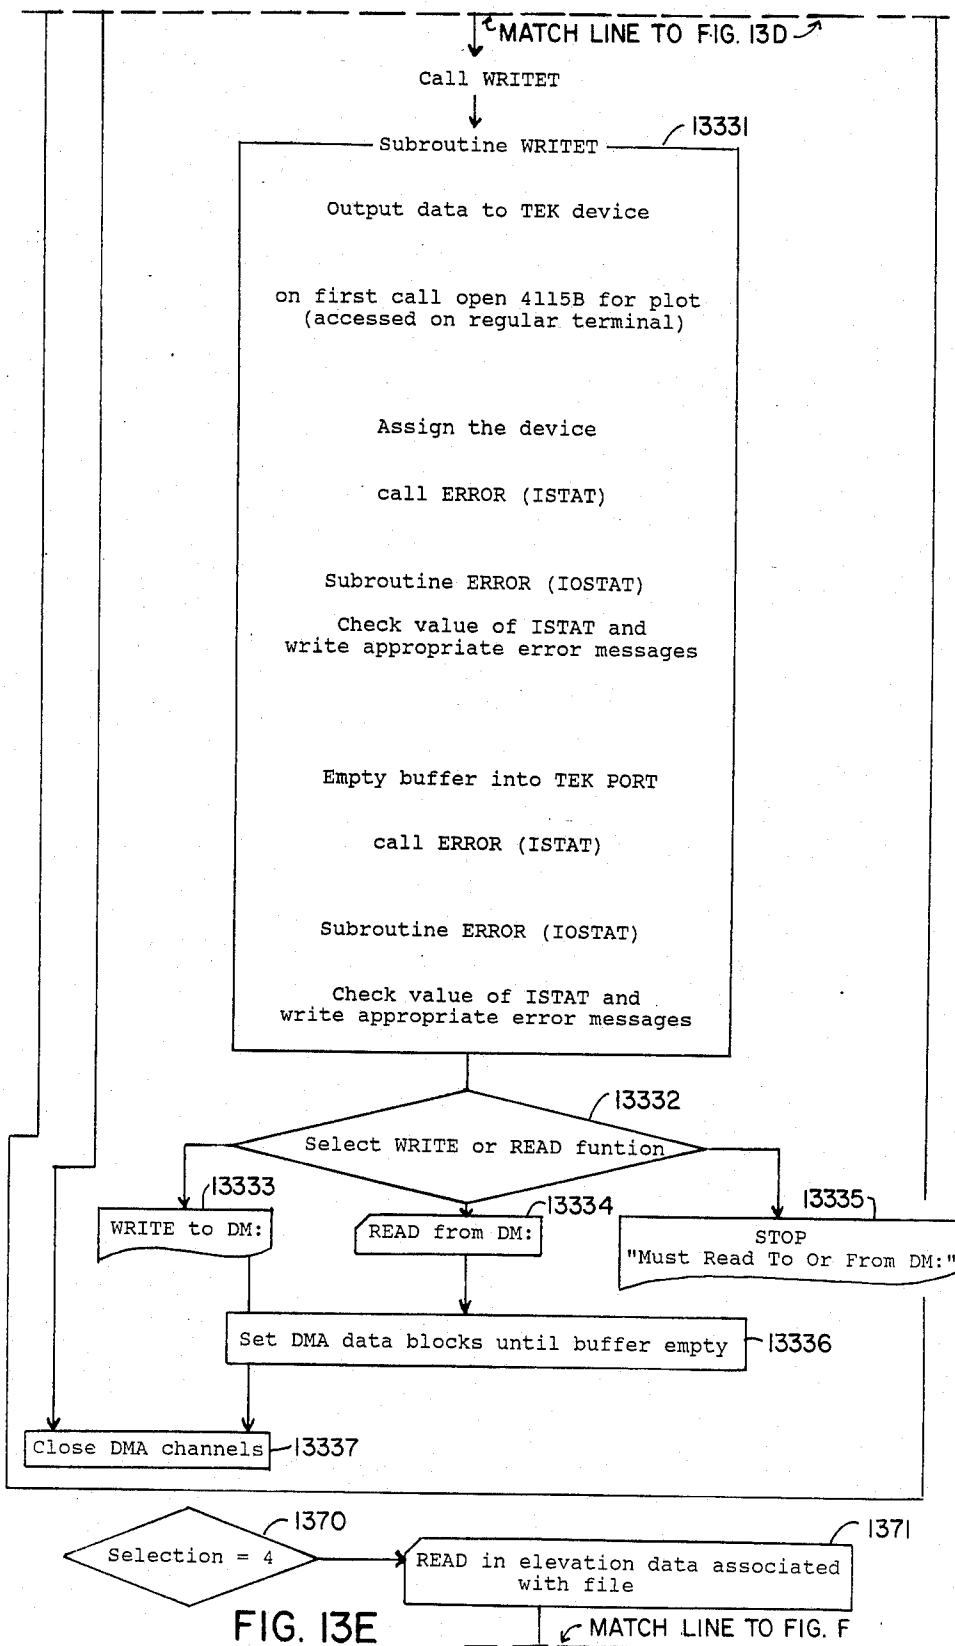 MATCH LINE TO FIG. 13D
Call WRITET
13331
Subroutine WRITET
Output data to TEK device
on first call open 4115B for plot
(accessed on regular terminal)
Assign the device
call ERROR (ISTAT)
Subroutine ERROR (IOSTAT)
Check value of ISTAT and
write appropriate error messages
Empty buffer into TEK PORT
call ERROR (ISTAT)
Subroutine ERROR (IOSTAT)
Check value of ISTAT and
write appropriate error messages
13332
Select WRITE or READ funtion
13333
WRITE to DM:
13334
READ from DM:
13335
STOP
"Must Read To Or From DM:"
Set DMA data blocks until buffer empty
13336
Close DMA channels
13337
1370
Selection = 4
1371
READ in elevation data associated
with file
FIG. 13E
MATCH LINE TO FIG. F